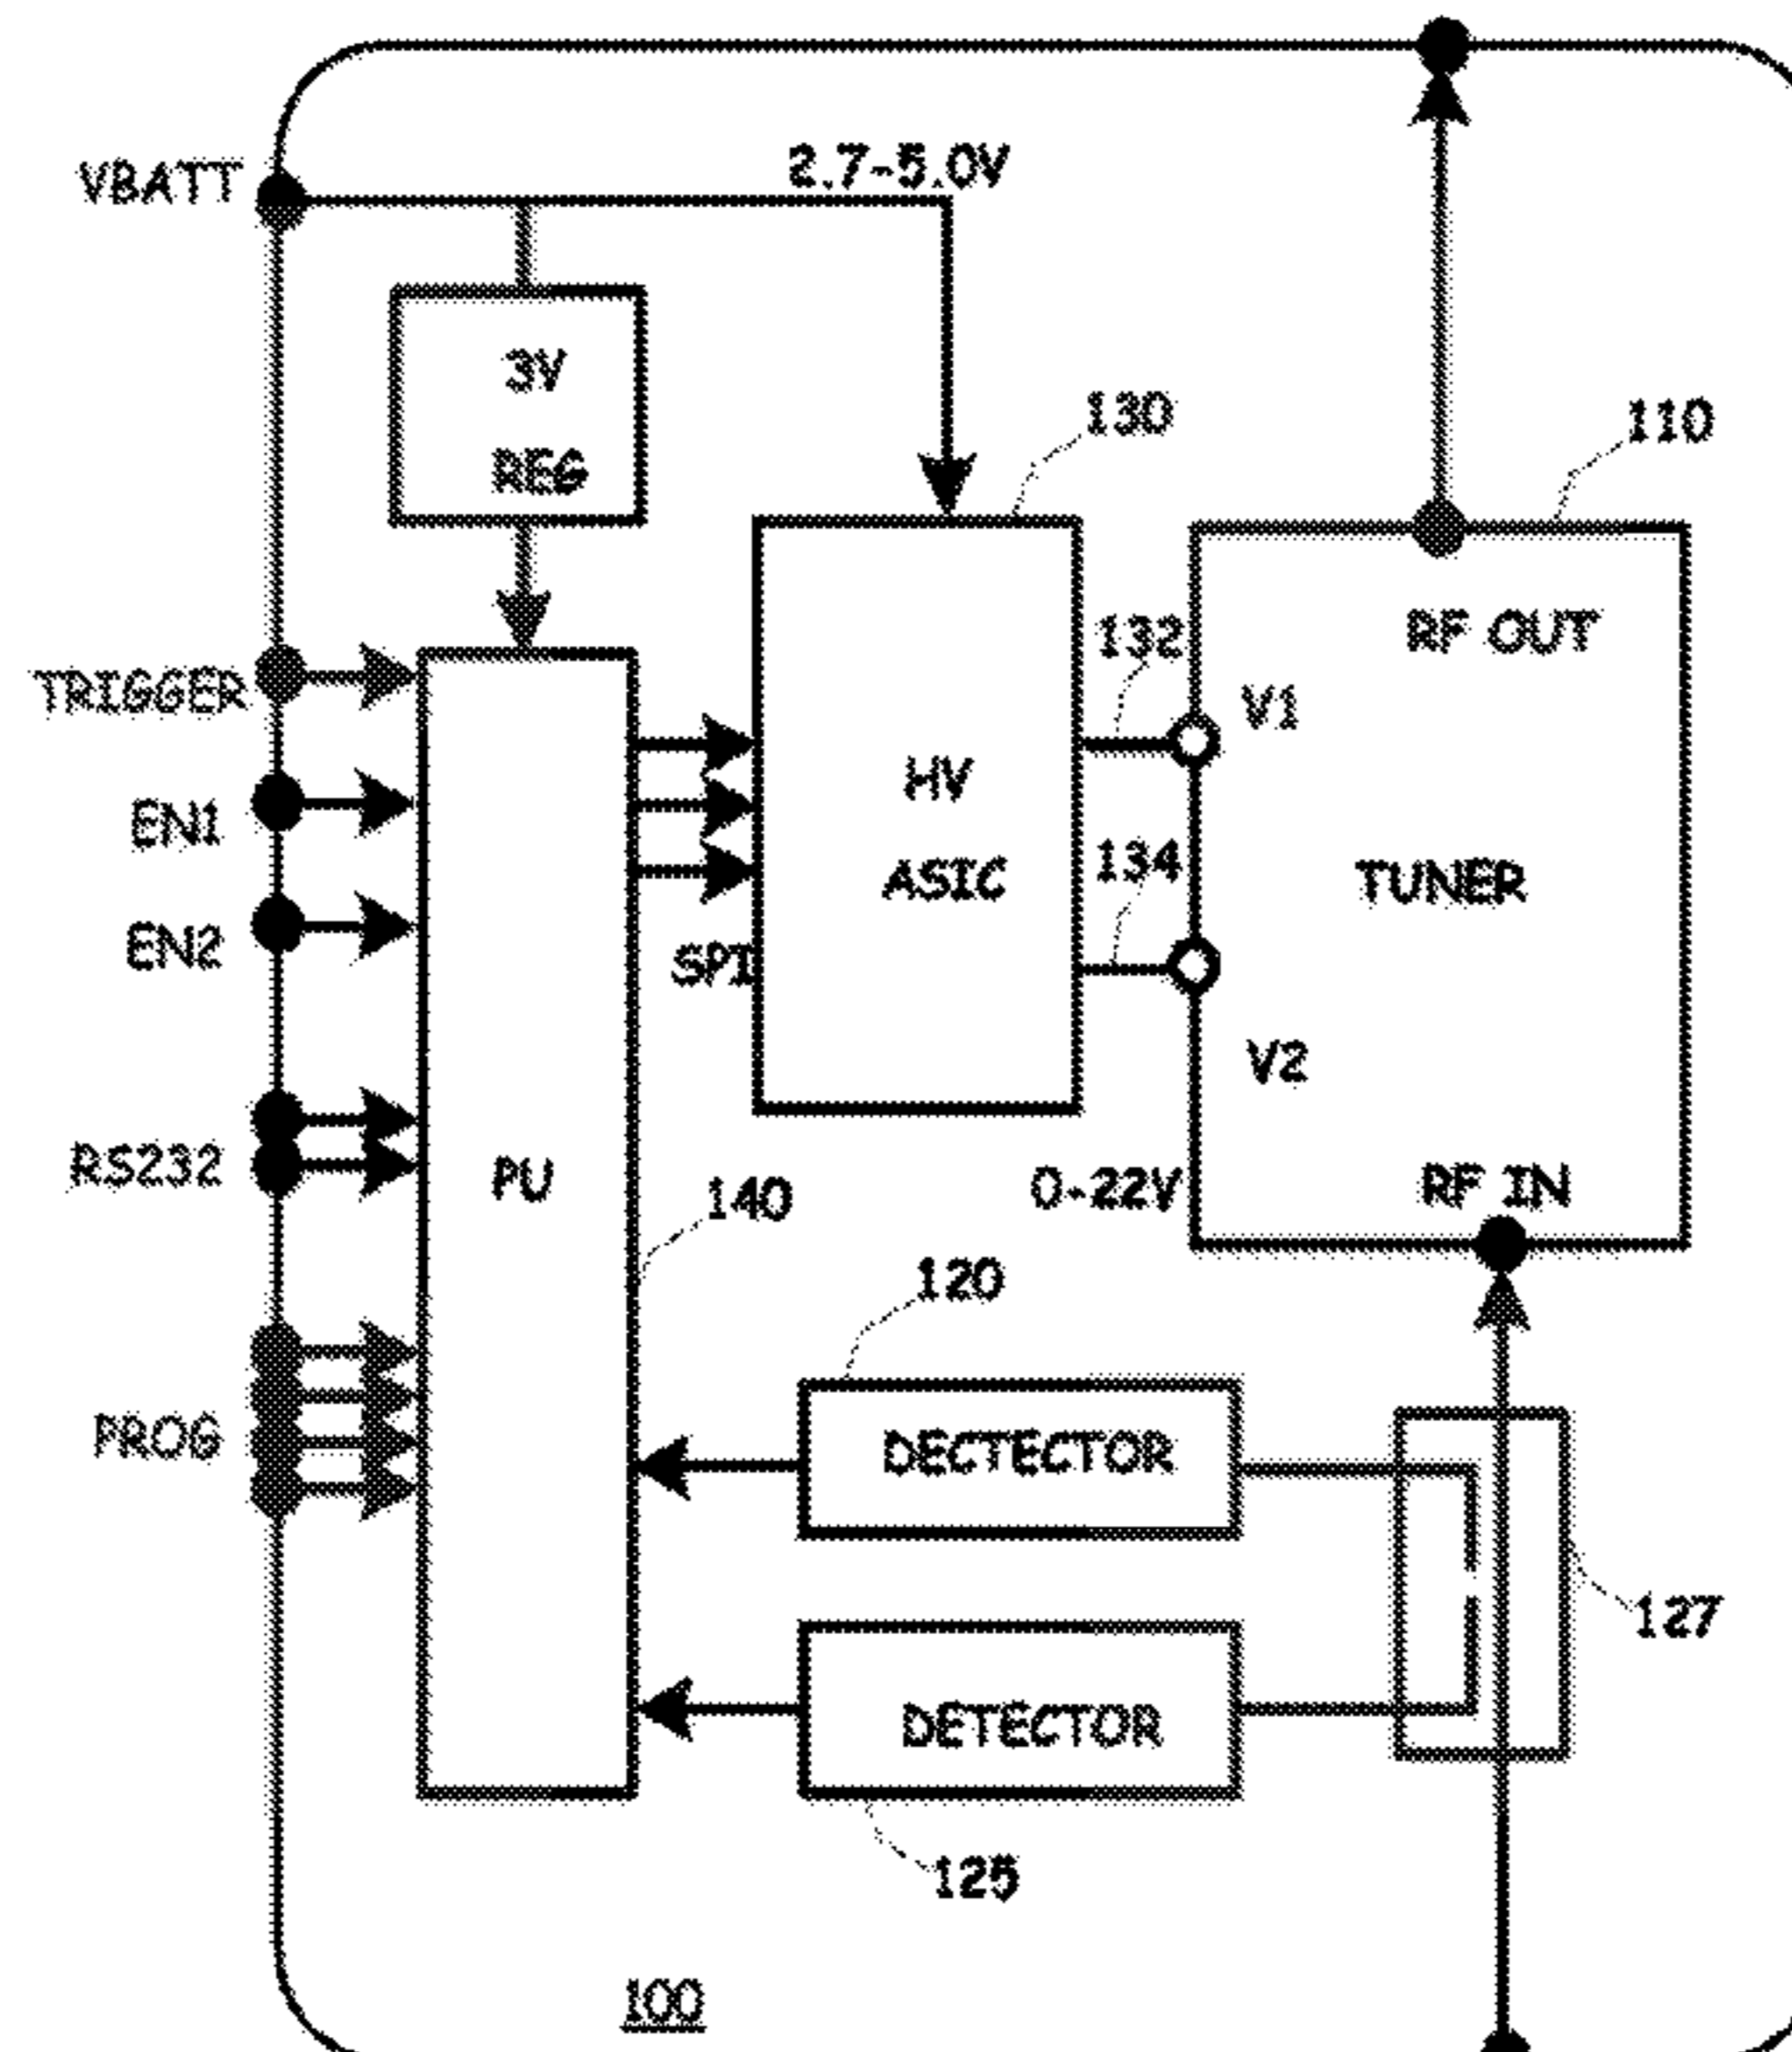 VBATT
2.7-5.0V
3V
REG
130
110
132
RF OUT
TRIGGER
V1
HV
EN1
134
ASIC
TUNER
EN2
SPI
V2
RS232
PU
140
0-22V
RF IN
120
PROG
DECTECTOR
127
DETECTOR
125
100